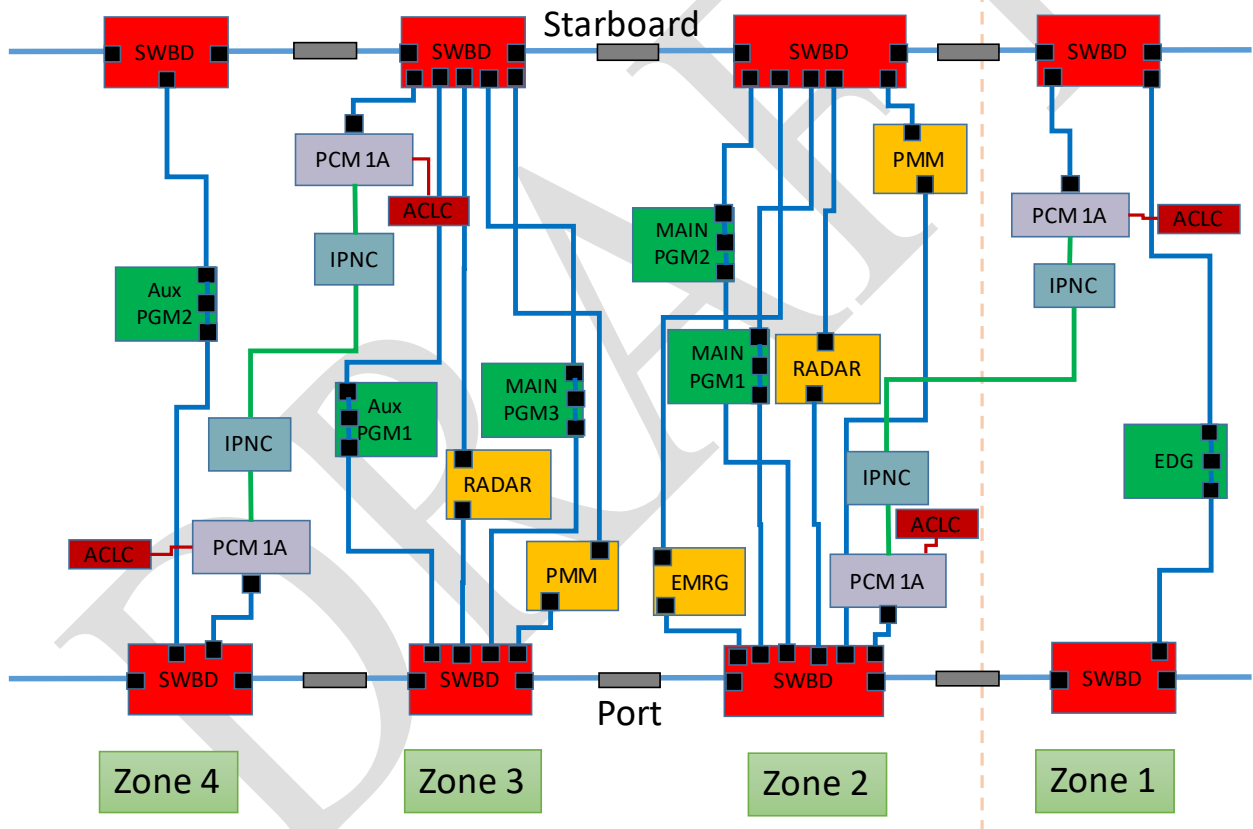 Starboard
SWBD
SWBD
SWBD
SWBD
PCM 1A
ACLC
IPNC
PMM
PCM 1A
ACLC
IPNC
MAIN
PGM2
Aux
PGM2
MAIN
PGM1
RADAR
Aux
PGM1
MAIN
PGM3
IPNC
RADAR
IPNC
EDG
ACLC
PCM 1A
PMM
EMRG
ACLC
PCM 1A
SWBD
SWBD
SWBD
SWBD
Port
Zone 4
Zone 3
Zone 2
Zone 1
DRAFT